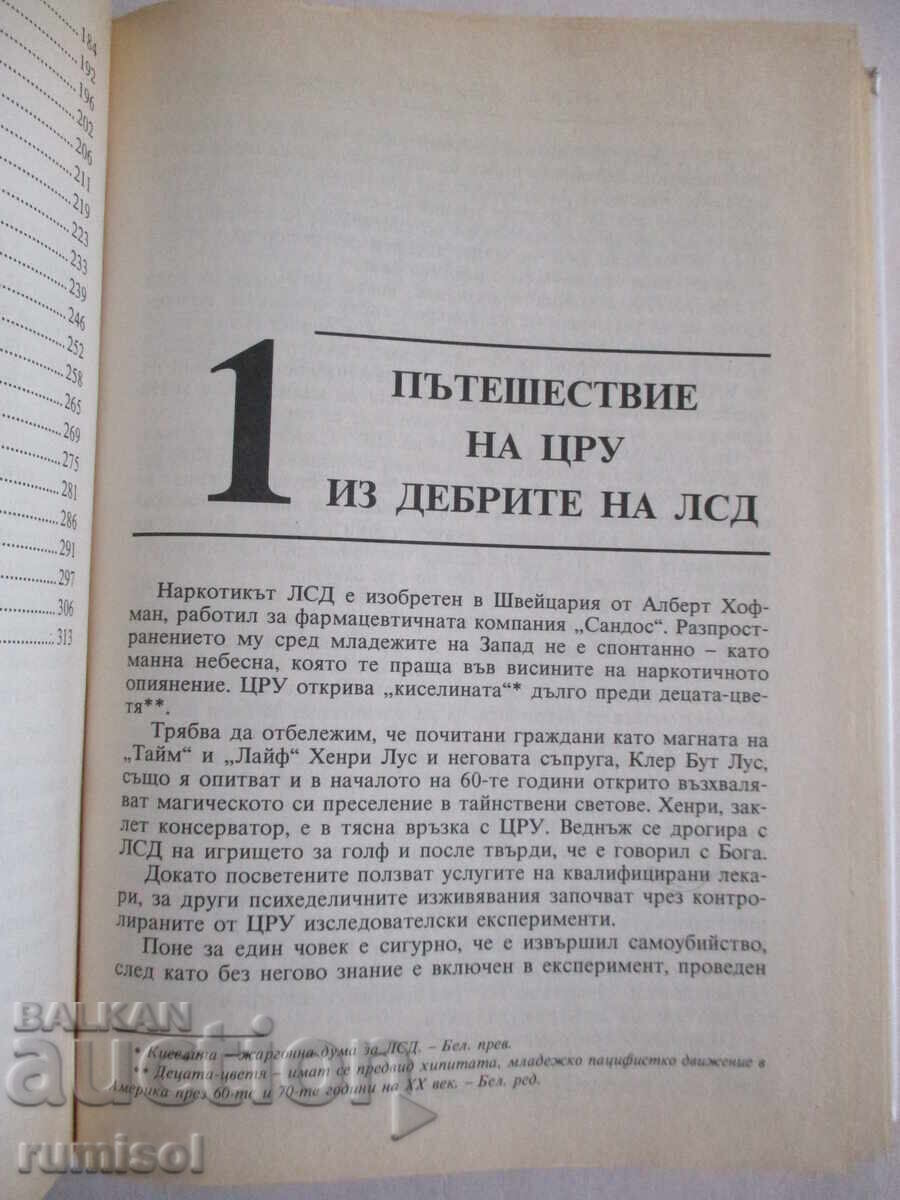 184
192
196
202
206
211
219
223
233
239
246
252
258
265
269
275
281
286
291
297
306
313
1
ПЪТЕШЕСТВИЕ
НА ЦРУ
ИЗ ДЕБРИТЕ НА ЛСД
Наркотикът ЛСД е изобретен в Швейцария от Алберт Хоф-
ман, работил за фармацевтичната компания „Сандос“. Разпрост-
ранението му сред младежите на Запад не е спонтанно – като
манна небесна, която те праща във висините на наркотичното
опиянение. ЦРУ открива „киселината“* дълго преди децата-цве-
тя**.
Трябва да отбележим, че почитани граждани като магната на
„Тайм“ и „Лайф“ Хенри Лус и неговата съпруга, Клер Бут Лус,
също я опитват и в началото на 60-те години открито възхваля-
ват магическото си преселение в тайнствени светове. Хенри, зак-
лет консерватор, е в тясна връзка с ЦРУ. Веднъж се дрогира с
ЛСД на игрището за голф и после твърди, че е говорил с Бога.
Докато посветените ползват услугите на квалифицирани лека-
ри, за други психеделичните изживявания започват чрез контро-
лираните от ЦРУ изследователски експерименти.
Поне за един човек е сигурно, че е извършил самоубийство,
след като без негово знание е включен в експеримент, проведен
* Киселината – жаргонна дума за ЛСД. – Бел. прев.
** Децата-цветя – имат се предвид хипитата, младежко пацифистко движение в
Америка през 60-те и 70-те години на XX век. – Бел. ред.
BALKAN
auction
rumisol